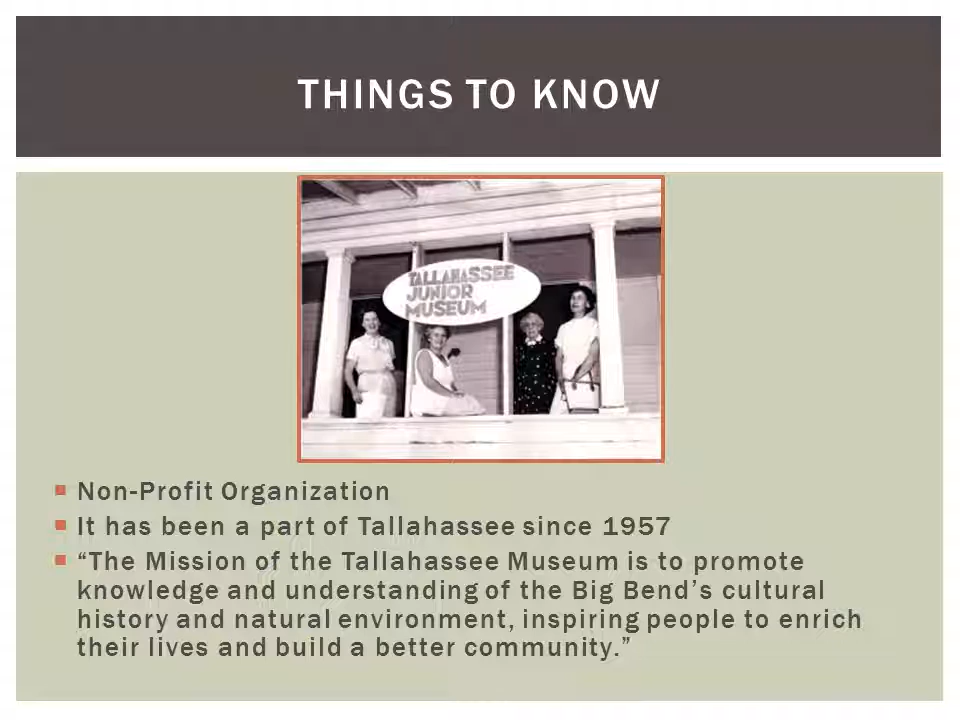 THINGS TO KNOW
TALLAHASSEE
JUNIOR
MUSEUM
Non-Profit Organization
It has been a part of Tallahassee since 1957
“The Mission of the Tallahassee Museum is to promote
knowledge and understanding of the Big Bend’s cultural
history and natural environment, inspiring people to enrich
their lives and build a better community.”